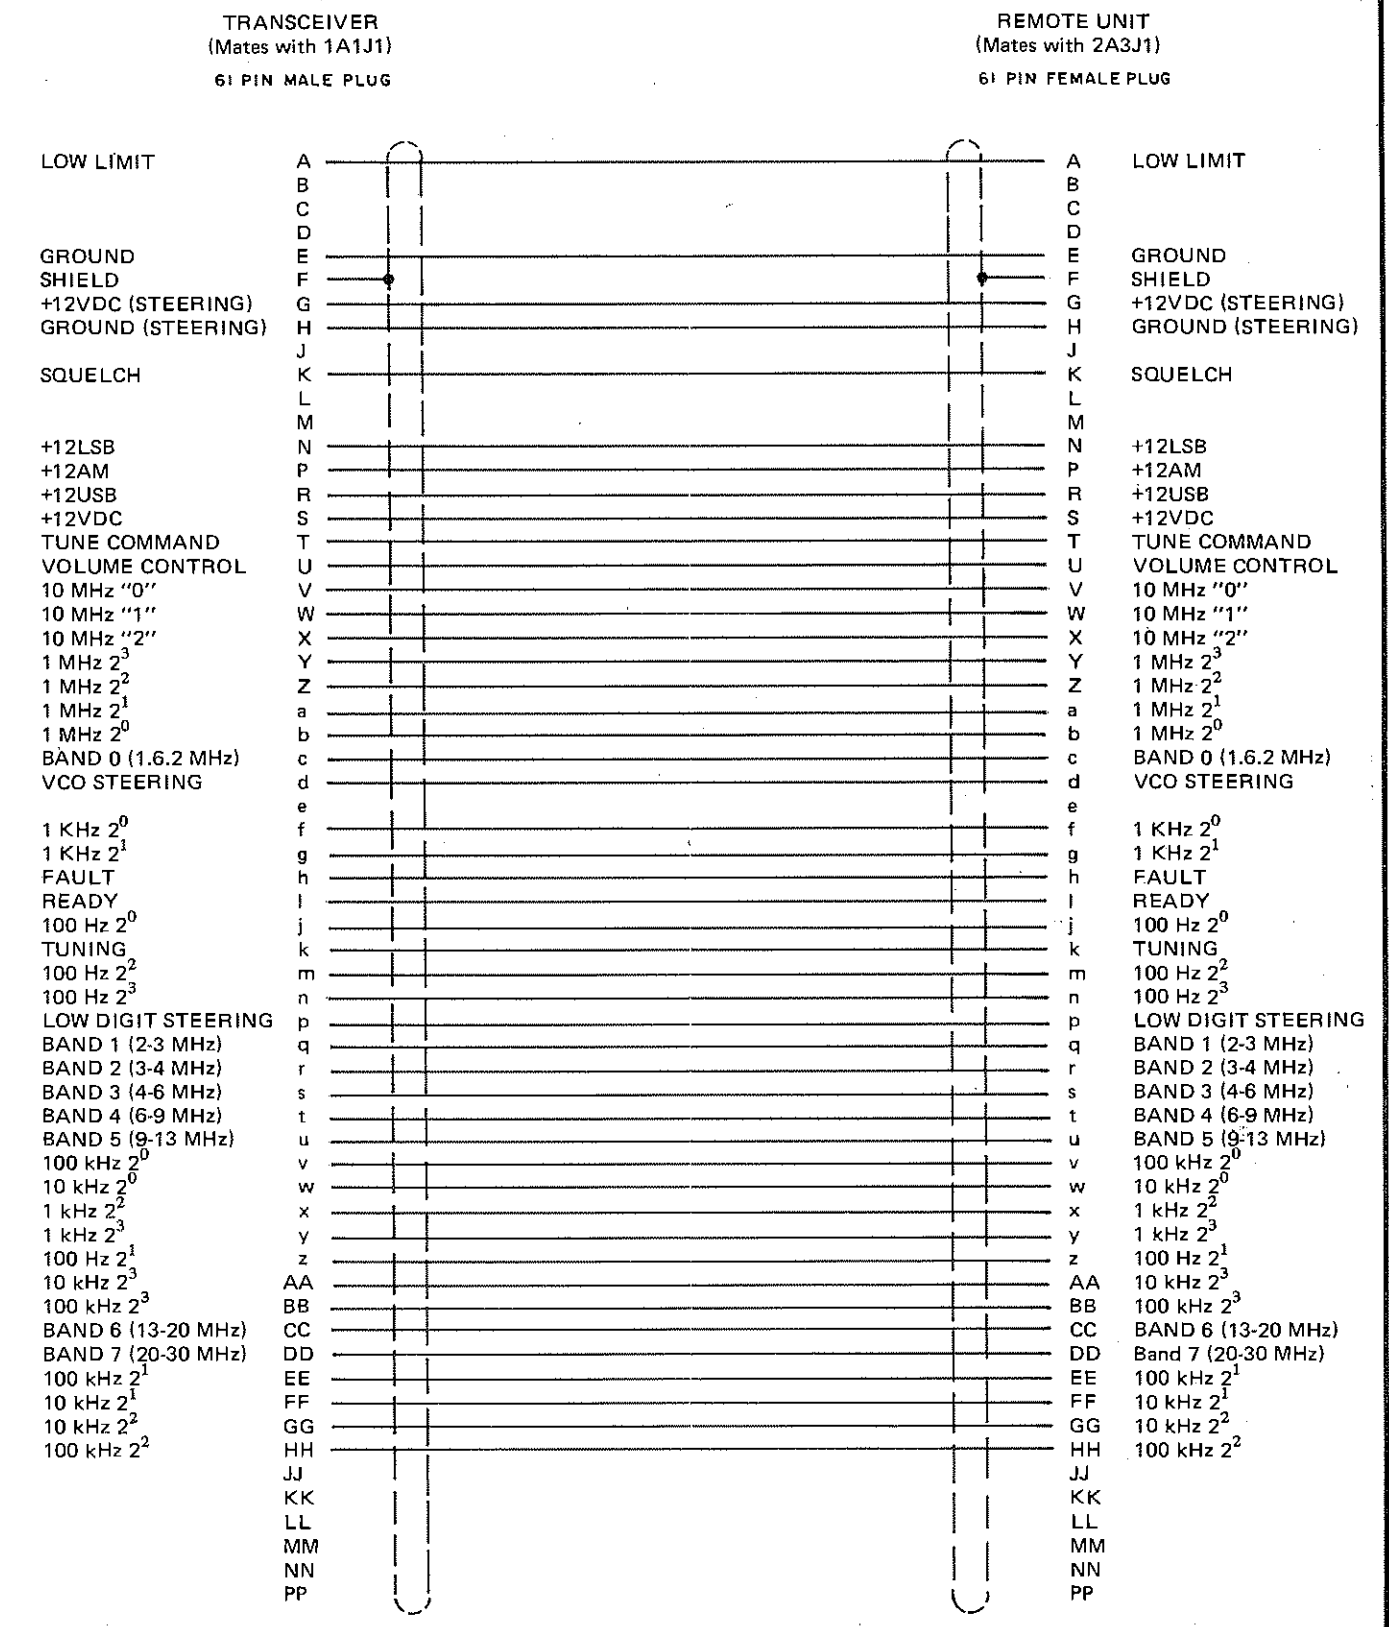 TRANSCEIVER
(Mates with 1A1J1)
61 PIN MALE PLUG
REMOTE UNIT
(Mates with 2A3J1)
61 PIN FEMALE PLUG
LOW LIMIT A A LOW LIMIT
B B
C C
D D
GROUND E E GROUND
SHIELD F F SHIELD
+12VDC (STEERING) G G +12VDC (STEERING)
GROUND (STEERING) H H GROUND (STEERING)
J J
SQUELCH K K SQUELCH
L L
M M
+12LSB N N +12LSB
+12AM P P +12AM
+12USB R R +12USB
+12VDC S S +12VDC
TUNE COMMAND T T TUNE COMMAND
VOLUME CONTROL U U VOLUME CONTROL
10 MHz "0" V V 10 MHz "0"
10 MHz "1" W W 10 MHz "1"
10 MHz "2" X X 10 MHz "2"
1 MHz 2³ Y Y 1 MHz 2³
1 MHz 2² Z Z 1 MHz 2²
1 MHz 2¹ a a 1 MHz 2¹
1 MHz 2⁰ b b 1 MHz 2⁰
BAND 0 (1.6.2 MHz) c c BAND 0 (1.6.2 MHz)
VCO STEERING d d VCO STEERING
e e
1 KHz 2⁰ f f 1 KHz 2⁰
1 KHz 2¹ g g 1 KHz 2¹
FAULT h h FAULT
READY I I READY
100 Hz 2⁰ j j 100 Hz 2⁰
TUNING k k TUNING
100 Hz 2² m m 100 Hz 2²
100 Hz 2³ n n 100 Hz 2³
LOW DIGIT STEERING p p LOW DIGIT STEERING
BAND 1 (2-3 MHz) q q BAND 1 (2-3 MHz)
BAND 2 (3-4 MHz) r r BAND 2 (3-4 MHz)
BAND 3 (4-6 MHz) s s BAND 3 (4-6 MHz)
BAND 4 (6-9 MHz) t t BAND 4 (6-9 MHz)
BAND 5 (9-13 MHz) u u BAND 5 (9-13 MHz)
100 kHz 2⁰ v v 100 kHz 2⁰
10 kHz 2⁰ w w 10 kHz 2⁰
1 kHz 2² x x 1 kHz 2²
1 kHz 2³ y y 1 kHz 2³
100 Hz 2¹ z z 100 Hz 2¹
10 kHz 2³ AA AA 10 kHz 2³
100 kHz 2³ BB BB 100 kHz 2³
BAND 6 (13-20 MHz) CC CC BAND 6 (13-20 MHz)
BAND 7 (20-30 MHz) DD DD Band 7 (20-30 MHz)
100 kHz 2¹ EE EE 100 kHz 2¹
10 kHz 2¹ FF FF 10 kHz 2¹
10 kHz 2² GG GG 10 kHz 2²
100 kHz 2² HH HH 100 kHz 2²
JJ JJ
KK KK
LL LL
MM MM
NN NN
PP PP